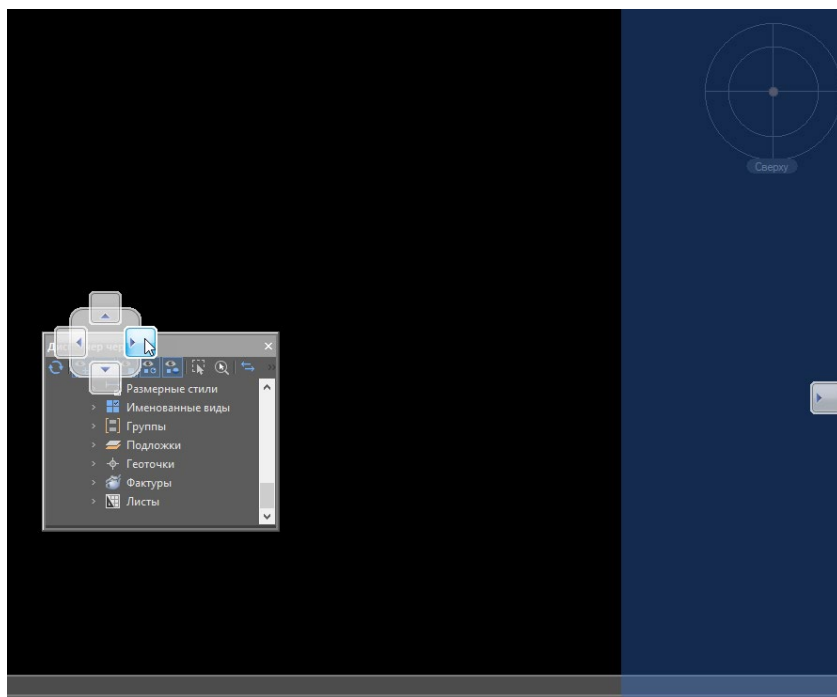 Сверху
Размерные стили
Именованные виды
Группы
Подложки
Геоточки
Фактуры
Листы